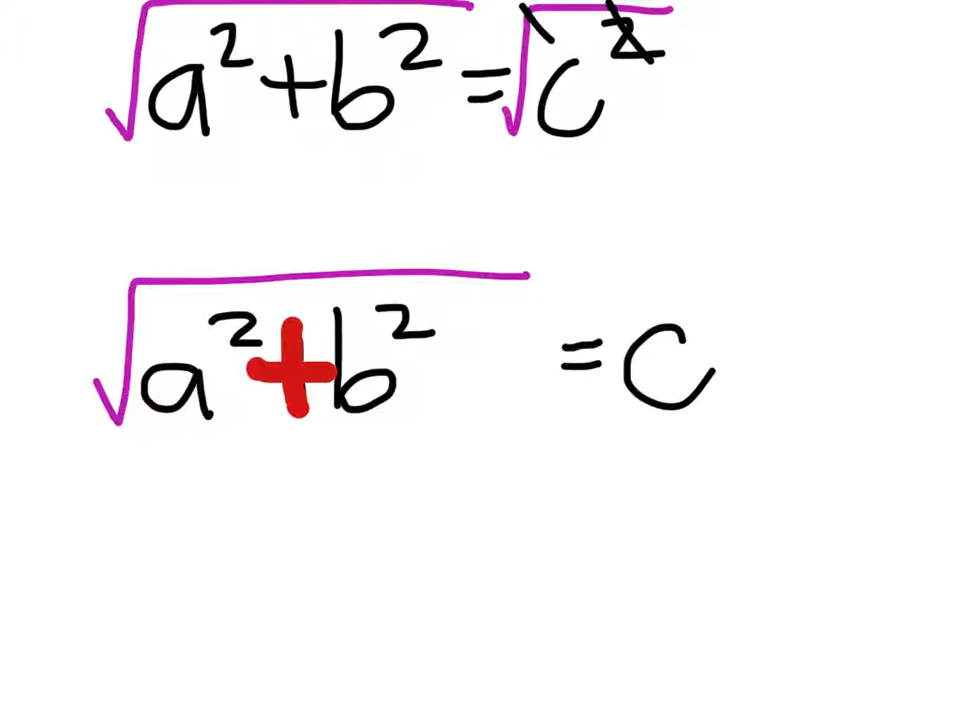 √a²+b² = √c²
√a²+b² = c